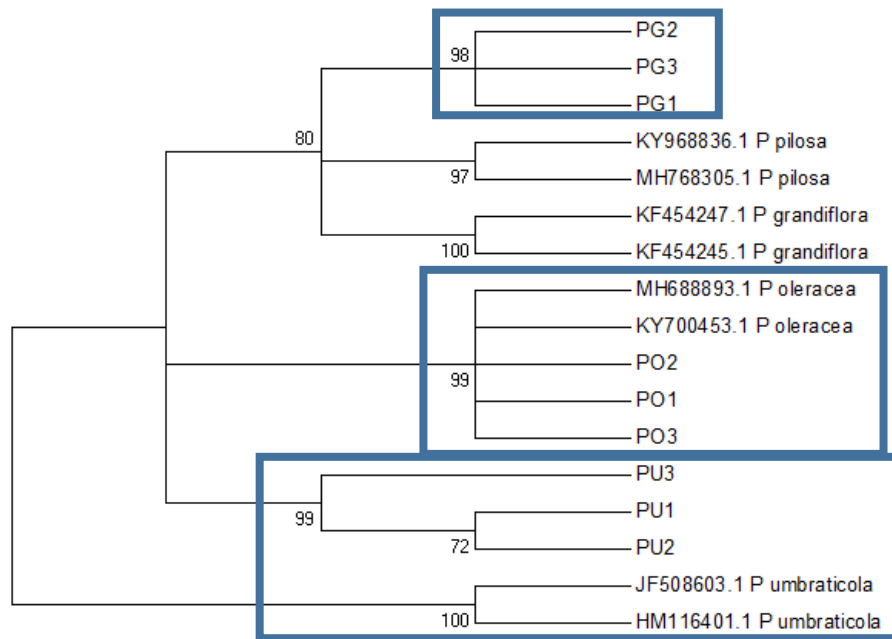 PG2
98
PG3
PG1
80
KY968836.1 P pilosa
97
MH768305.1 P pilosa
KF454247.1 P grandiflora
100
KF454245.1 P grandiflora
MH688893.1 P oleracea
KY700453.1 P oleracea
PO2
99
PO1
PO3
PU3
99
PU1
72
PU2
JF508603.1 P umbraticola
100
HM116401.1 P umbraticola